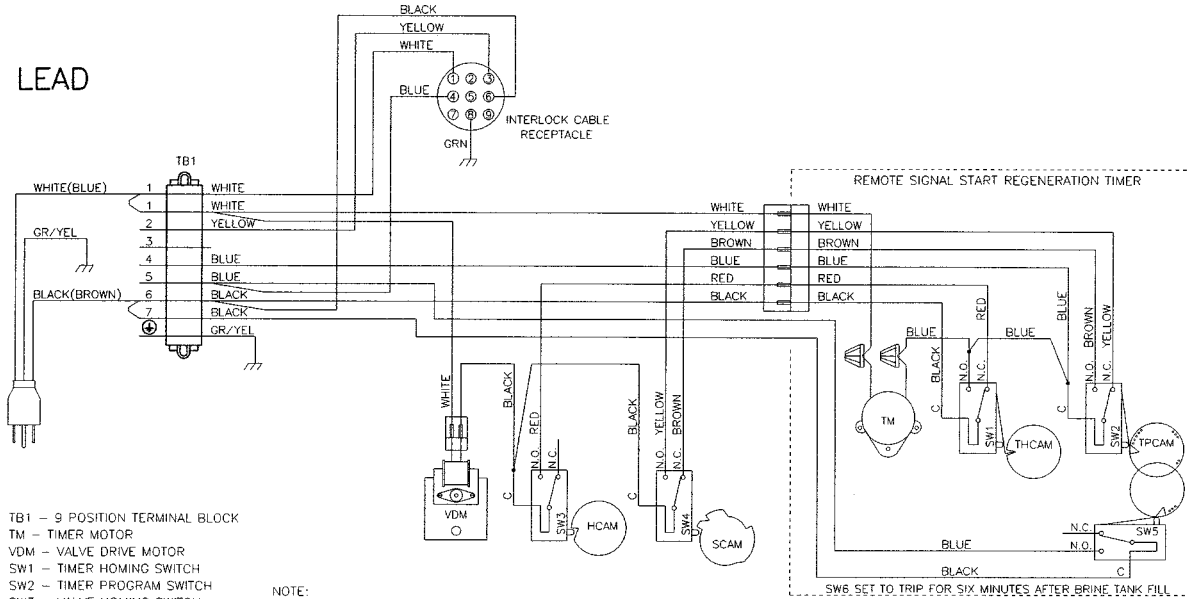 BLACK
YELLOW
WHITE
LEAD
1 2 3
BLUE
4 5 6
7 8 9
INTERLOCK CABLE
RECEPTACLE
GRN
TB1
REMOTE SIGNAL START REGENERATION TIMER
WHITE(BLUE)
1
WHITE
1
WHITE
2
YELLOW
3
4
BLUE
5
BLUE
6
BLACK
7
BLACK
GR/YEL
GR/YEL
BLACK(BROWN)
WHITE
WHITE
YELLOW
YELLOW
BROWN
BROWN
BLUE
BLUE
RED
RED
BLACK
BLACK
BLUE
BLACK
RED
BLUE
BLUE
BROWN
YELLOW
N.O.
N.C.
N.O.
N.C.
C
C
TM
SW1
THCAM
SW2
TPCAM
WHITE
BLACK
RED
BLACK
YELLOW
BROWN
N.O.
N.C.
N.O.
N.C.
C
C
VDM
SW3
HCAM
SW4
SCAM
N.C.
SW5
N.O.
BLUE
BLACK
C
SW6 SET TO TRIP FOR SIX MINUTES AFTER BRINE TANK FILL
TB1 – 9 POSITION TERMINAL BLOCK
TM – TIMER MOTOR
VDM – VALVE DRIVE MOTOR
SW1 – TIMER HOMING SWITCH
SW2 – TIMER PROGRAM SWITCH
NOTE: